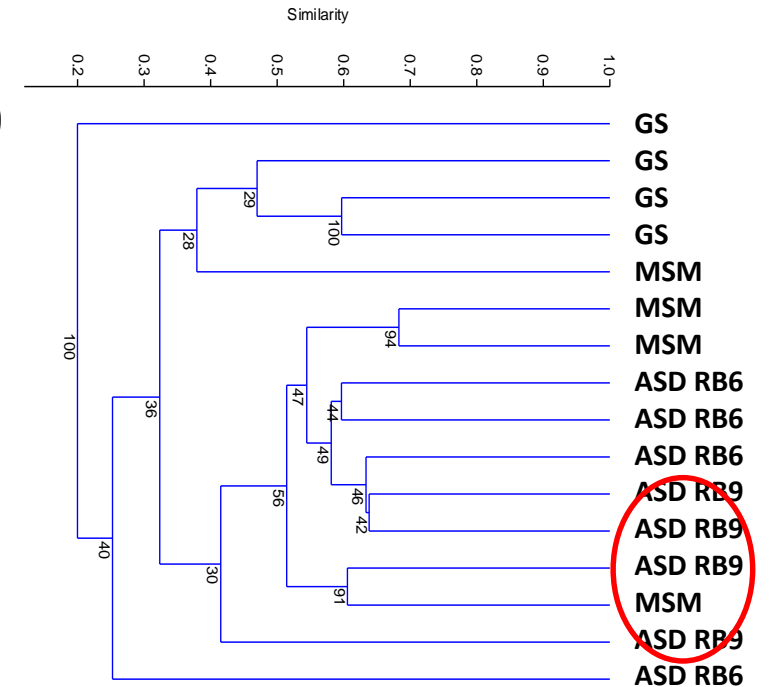 Similarity
0.2 0.3 0.4 0.5 0.6 0.7 0.8 0.9 1.0
GS
GS
GS
GS
MSM
MSM
MSM
ASD RB6
ASD RB6
ASD RB6
ASD RB9
ASD RB9
ASD RB9
MSM
ASD RB9
ASD RB6
29
100
28
94
100
47
36
44
49
46
56
42
40
30
91